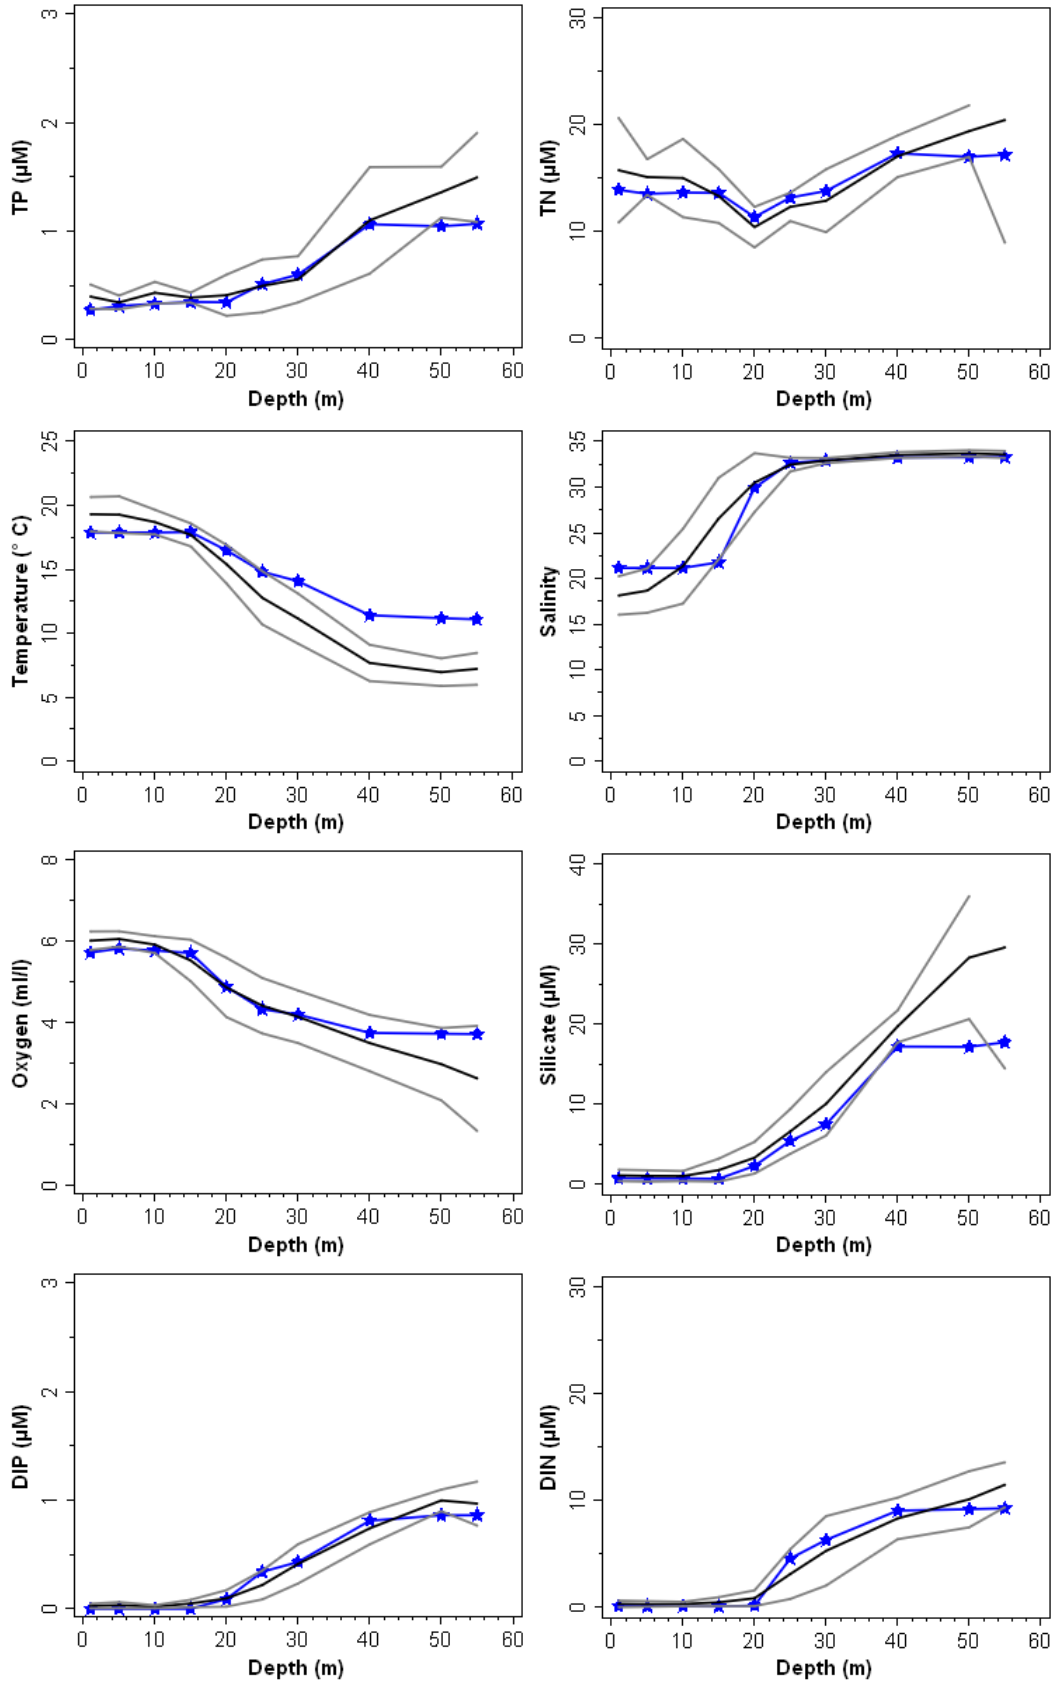 TP (µM)
3
2
1
0
0 10 20 30 40 50 60
Depth (m)
TN (µM)
30
20
10
0
0 10 20 30 40 50 60
Depth (m)
Temperature (° C)
25
20
15
10
5
0
0 10 20 30 40 50 60
Depth (m)
Salinity
35
30
25
20
15
10
5
0
0 10 20 30 40 50 60
Depth (m)
Oxygen (ml/l)
8
6
4
2
0
0 10 20 30 40 50 60
Depth (m)
Silicate (µM)
40
30
20
10
0
0 10 20 30 40 50 60
Depth (m)
DIP (µM)
3
2
1
0
0 10 20 30 40 50 60
Depth (m)
DIN (µM)
30
20
10
0
0 10 20 30 40 50 60
Depth (m)